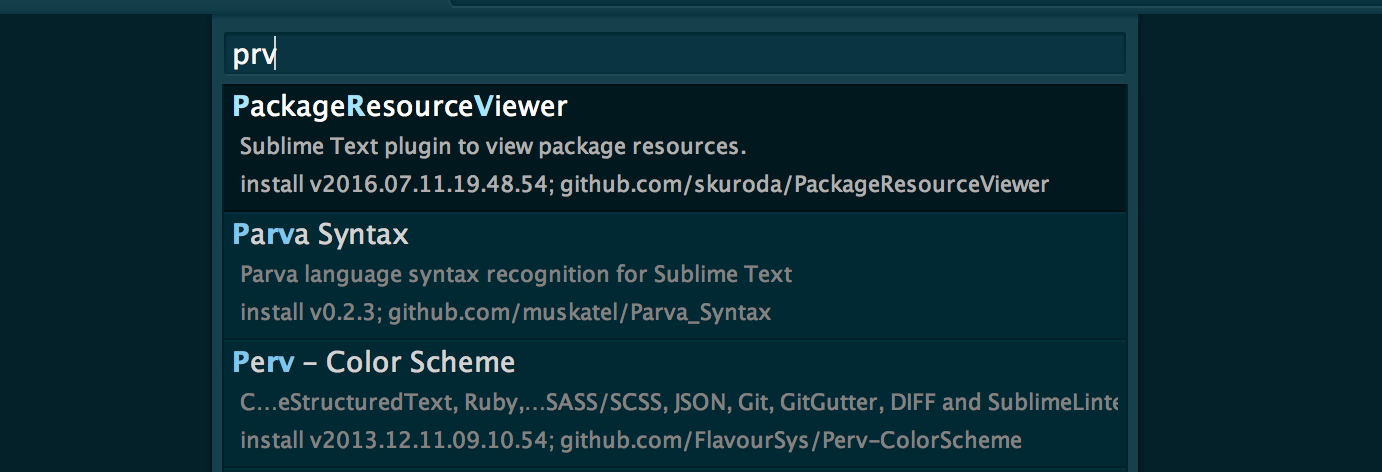 prv
PackageResourceViewer
Sublime Text plugin to view package resources.
install v2016.07.11.19.48.54; github.com/skuroda/PackageResourceViewer
Parva Syntax
Parva language syntax recognition for Sublime Text
install v0.2.3; github.com/muskatel/Parva_Syntax
Perv – Color Scheme
C…eStructuredText, Ruby,…SASS/SCSS, JSON, Git, GitGutter, DIFF and SublimeLinte
install v2013.12.11.09.10.54; github.com/FlavourSys/Perv-ColorScheme